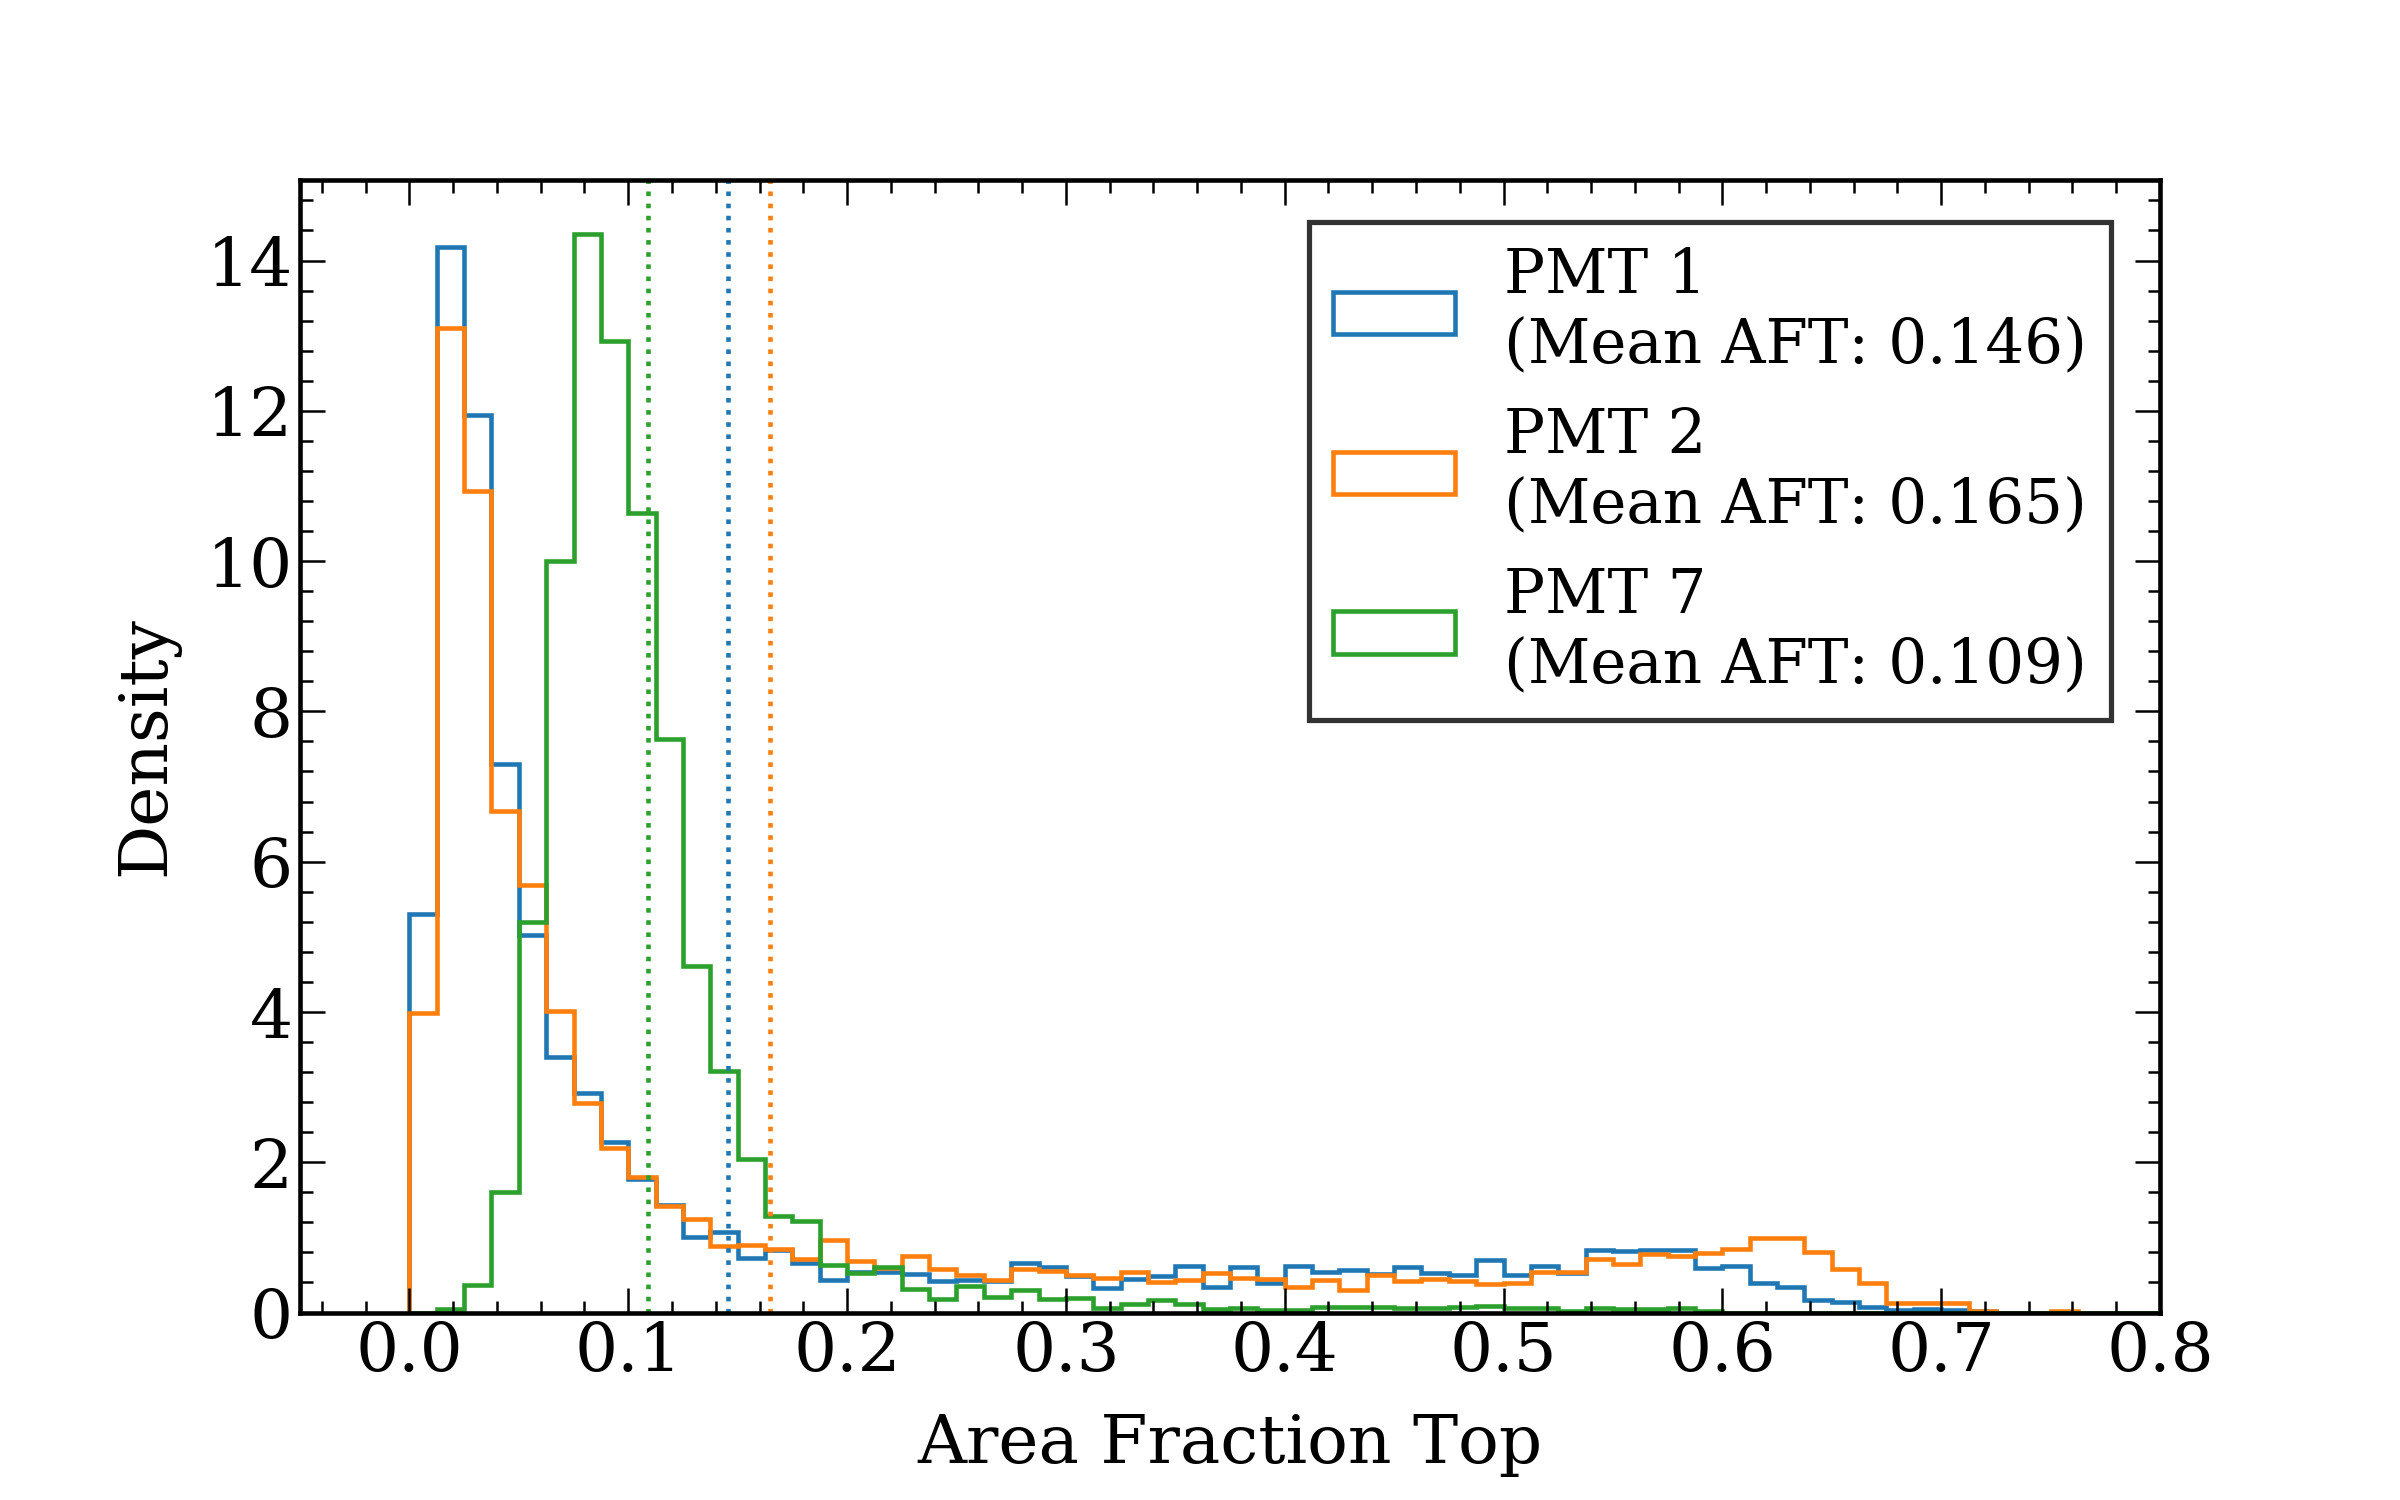 PMT 1
(Mean AFT: 0.146)
PMT 2
(Mean AFT: 0.165)
PMT 7
(Mean AFT: 0.109)
14
12
10
8
6
4
2
0
Density
0.0 0.1 0.2 0.3 0.4 0.5 0.6 0.7 0.8
Area Fraction Top